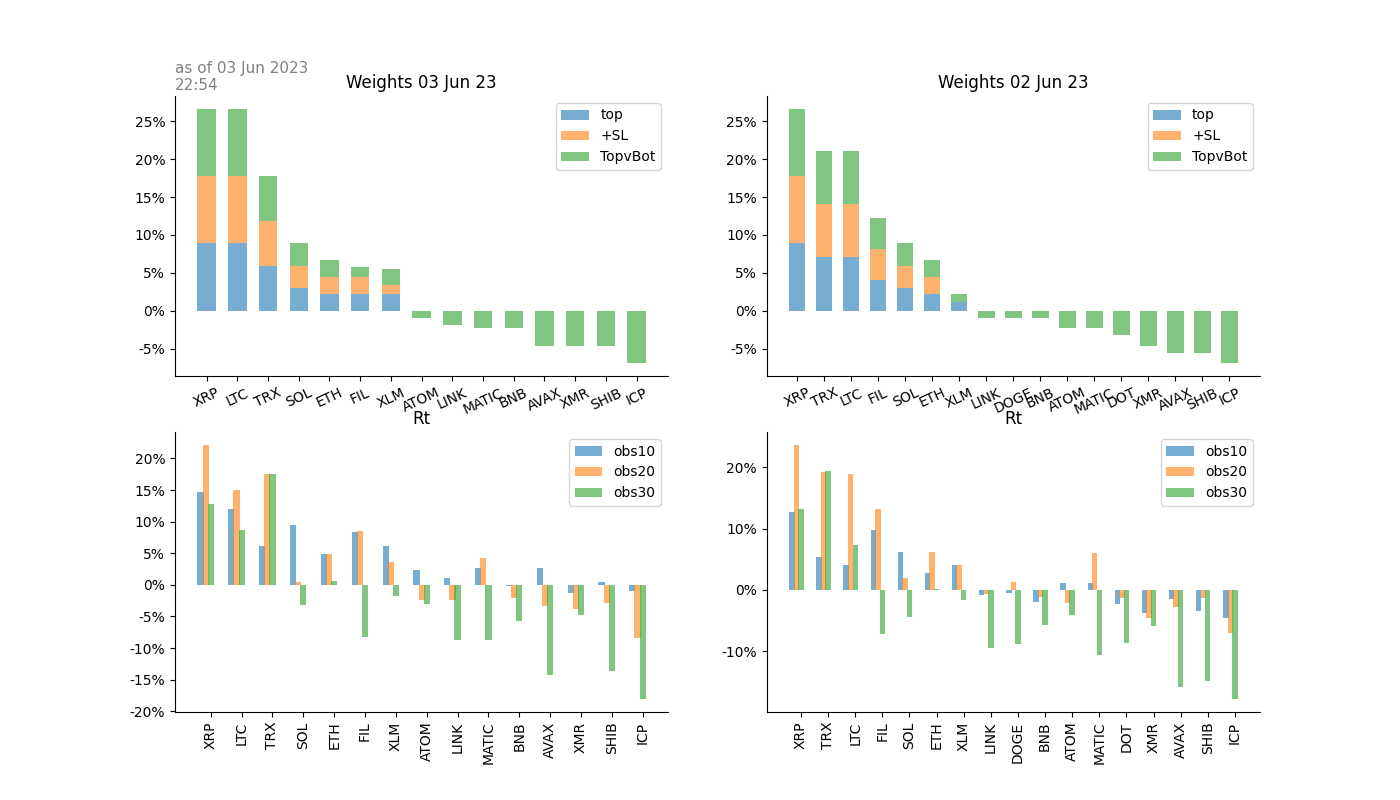 as of 03 Jun 2023
22:54
Weights 03 Jun 23
25%
20%
15%
10%
5%
0%
-5%
top
+SL
TopvBot
XRP LTC TRX SOL ETH FIL XLM ATOM LINK MATIC BNB AVAX XMR SHIB ICP
Weights 02 Jun 23
25%
20%
15%
10%
5%
0%
-5%
top
+SL
TopvBot
XRP TRX LTC FIL SOL ETH XLM LINK DOGE BNB ATOM MATIC DOT XMR AVAX SHIB ICP
Rt
20%
15%
10%
5%
0%
-5%
-10%
-15%
-20%
obs10
obs20
obs30
XRP LTC TRX SOL ETH FIL XLM ATOM LINK MATIC BNB AVAX XMR SHIB ICP
Rt
20%
10%
0%
-10%
obs10
obs20
obs30
XRP TRX LTC FIL SOL ETH XLM LINK DOGE BNB ATOM MATIC DOT XMR AVAX SHIB ICP